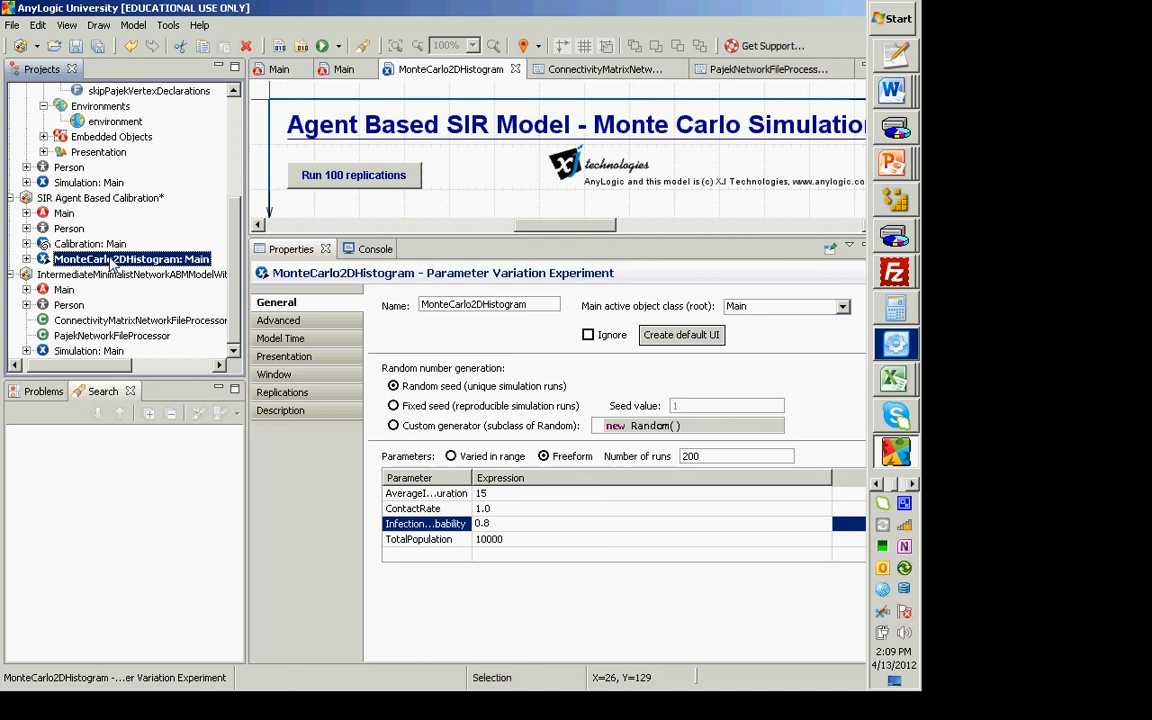 AnyLogic University [EDUCATIONAL USE ONLY]
File Edit View Draw Model Tools Help
100%
Get Support...
Start
Projects
Main
Main
MonteCarlo2DHistogram
ConnectivityMatrixNetw...
PajekNetworkFileProcess...
skipPajekVertexDeclarations
Environments
environment
Embedded Objects
Presentation
Person
Simulation: Main
SIR Agent Based Calibration*
Main
Person
Calibration: Main
MonteCarlo2DHistogram: Main
IntermediateMinimalistNetworkABMModelWit
Main
Person
ConnectivityMatrixNetworkFileProcessor
PajekNetworkFileProcessor
Simulation: Main
Agent Based SIR Model - Monte Carlo Simulation
Run 100 replications
xj technologies
AnyLogic and this model is (c) XJ Technologies, www.anylogic.co
Properties
Console
MonteCarlo2DHistogram - Parameter Variation Experiment
General
Advanced
Model Time
Presentation
Window
Replications
Description
Name: MonteCarlo2DHistogram
Main active object class (root): Main
Ignore
Create default UI
Random number generation:
Random seed (unique simulation runs)
Fixed seed (reproducible simulation runs)
Seed value: 1
Custom generator (subclass of Random): new Random()
Parameters: Varied in range Freeform Number of runs 200
Parameter Expression
AverageI...uration 15
ContactRate 1.0
Infection...bability 0.8
TotalPopulation 10000
Problems
Search
2:09 PM
4/13/2012
MonteCarlo2DHistogram -...er Variation Experiment
Selection
X=26, Y=129